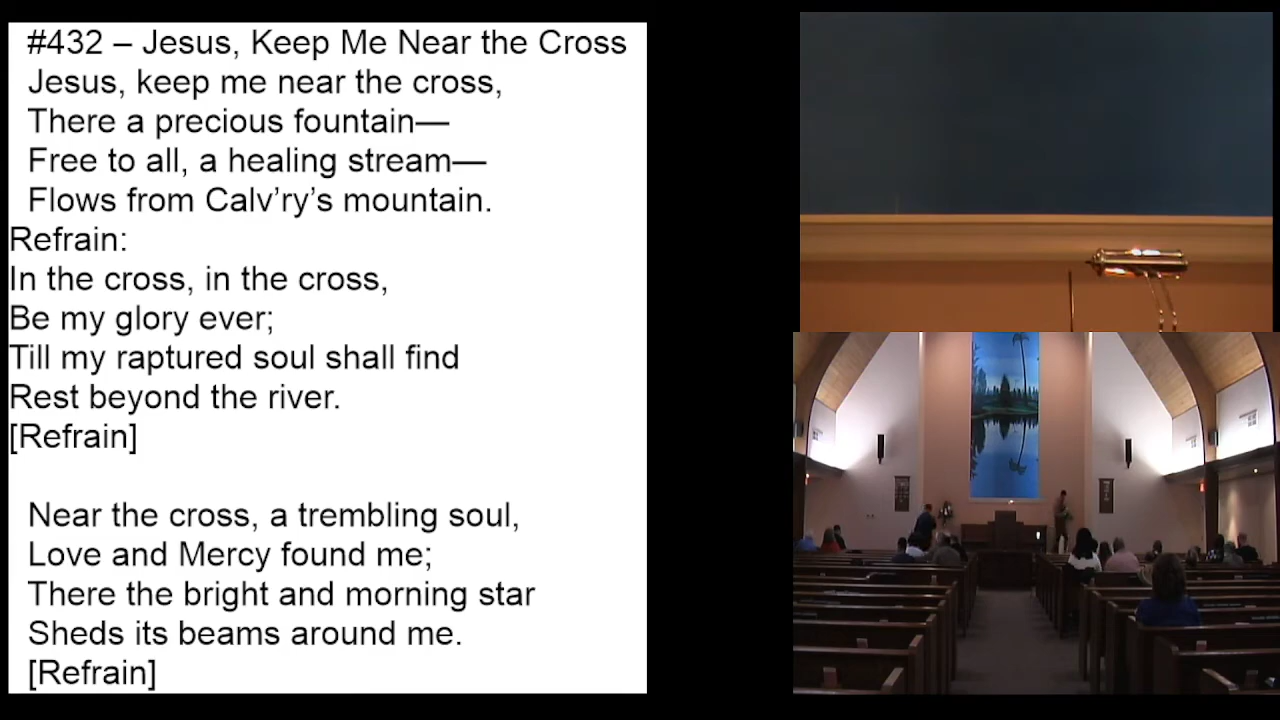 #432 – Jesus, Keep Me Near the Cross
Jesus, keep me near the cross,
There a precious fountain—
Free to all, a healing stream—
Flows from Calv’ry’s mountain.
Refrain:
In the cross, in the cross,
Be my glory ever;
Till my raptured soul shall find
Rest beyond the river.
[Refrain]
Near the cross, a trembling soul,
Love and Mercy found me;
There the bright and morning star
Sheds its beams around me.
[Refrain]